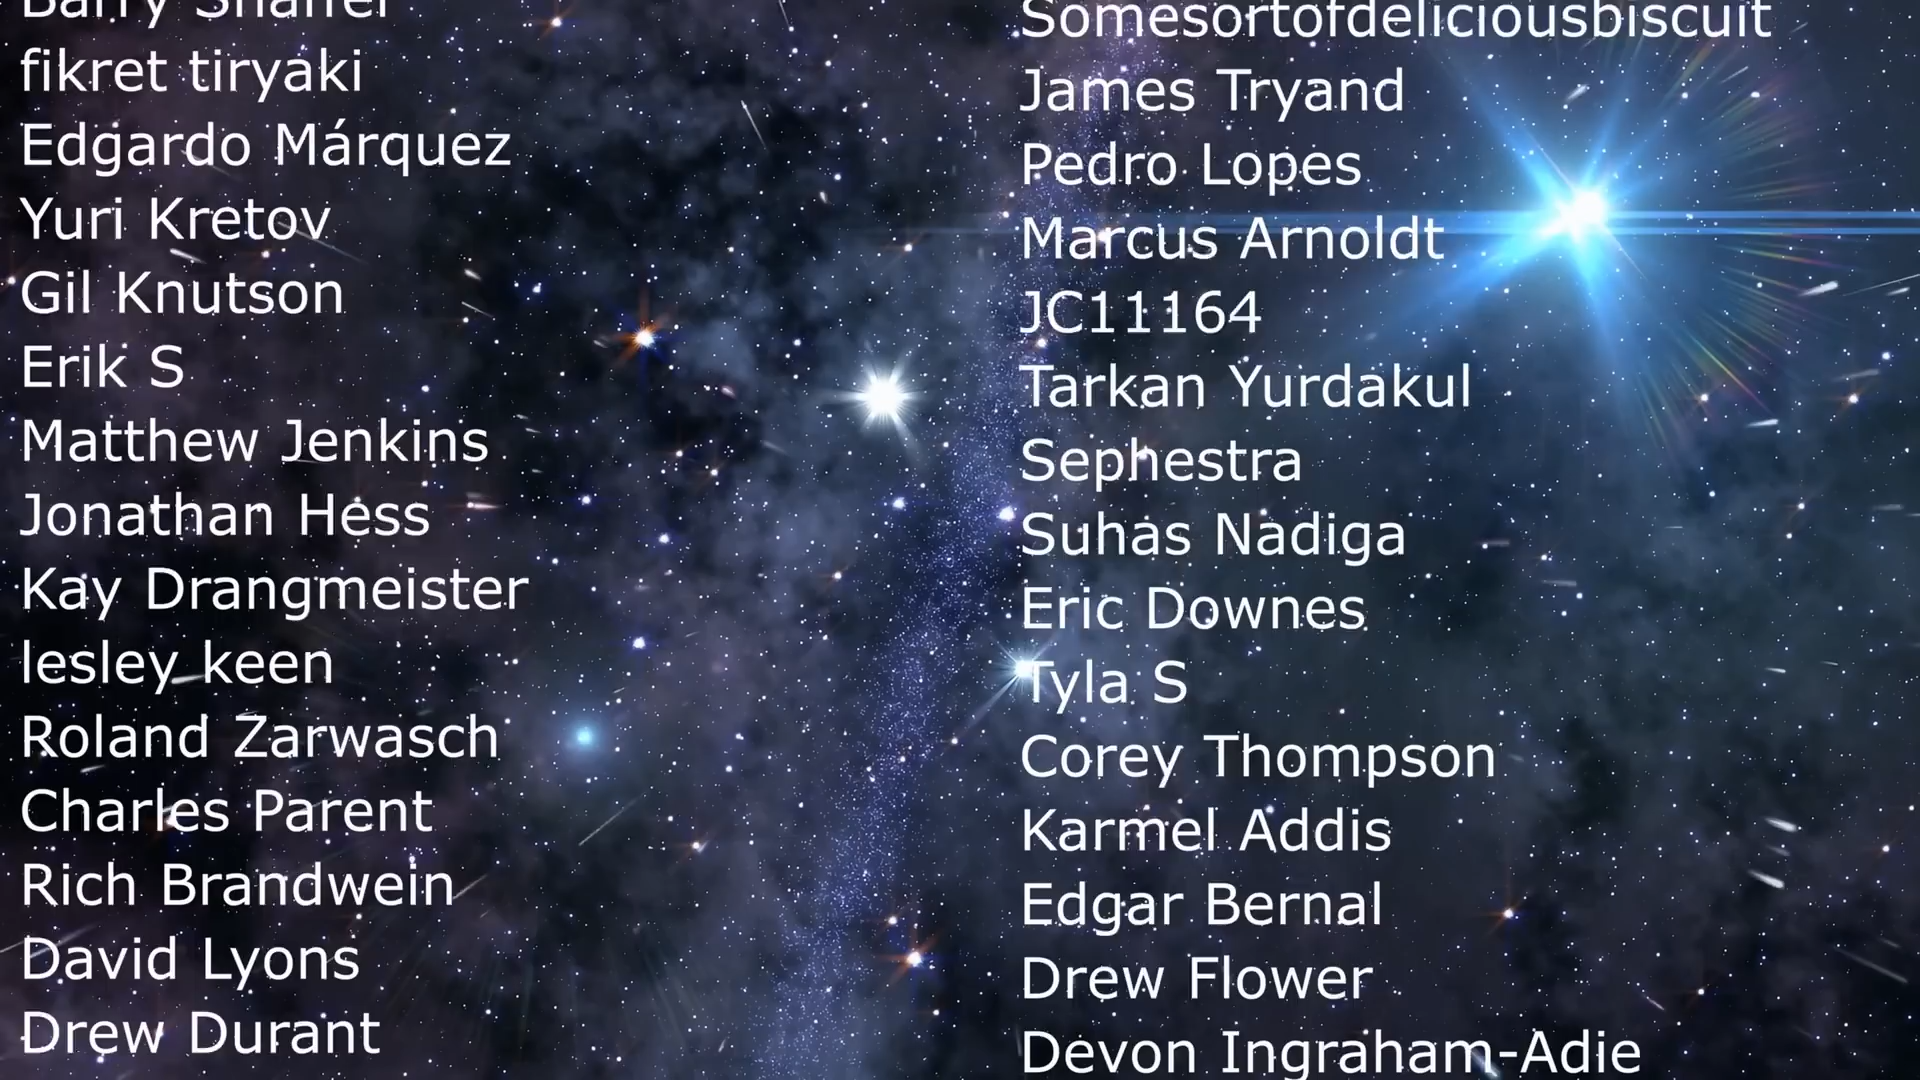 Barry Shaffer
fikret tiryaki
Edgardo Márquez
Yuri Kretov
Gil Knutson
Erik S
Matthew Jenkins
Jonathan Hess
Kay Drangmeister
lesley keen
Roland Zarwasch
Charles Parent
Rich Brandwein
David Lyons
Drew Durant
Somesortofdeliciousbiscuit
James Tryand
Pedro Lopes
Marcus Arnoldt
JC11164
Tarkan Yurdakul
Sephestra
Suhas Nadiga
Eric Downes
Tyla S
Corey Thompson
Karmel Addis
Edgar Bernal
Drew Flower
Devon Ingraham-Adie